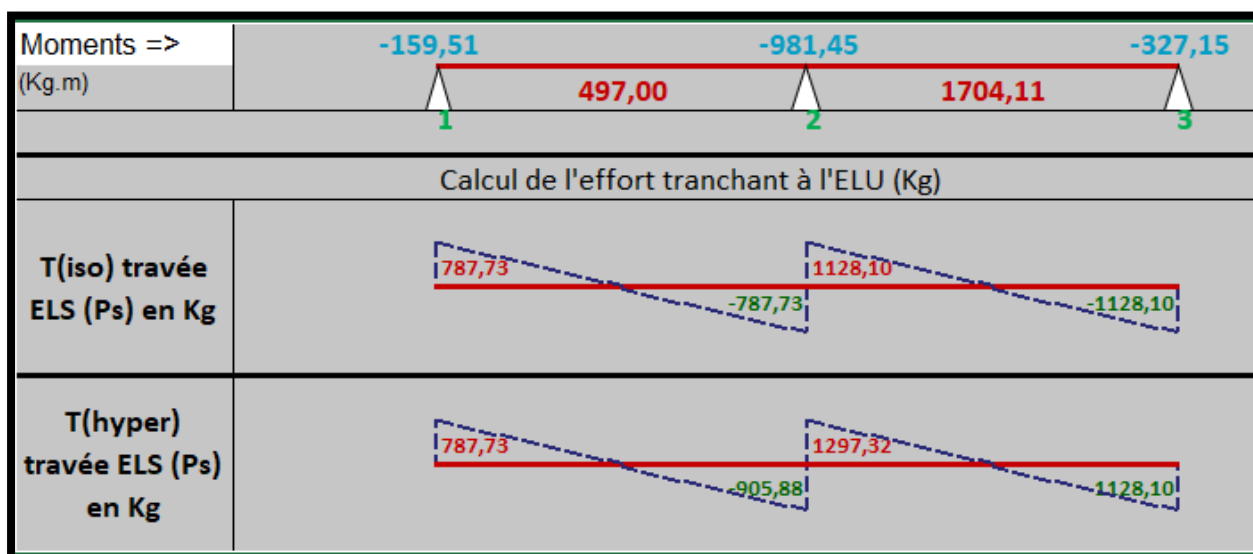 Moments =>
-159,51 -981,45 -327,15
(Kg.m)
497,00 1704,11
1 2 3
Calcul de l'effort tranchant à l'ELU (Kg)
T(iso) travée
ELS (Ps) en Kg
787,73 1128,10
-787,73 -1128,10
T(hyper)
travée ELS (Ps)
en Kg
787,73 1297,32
-905,88 -1128,10